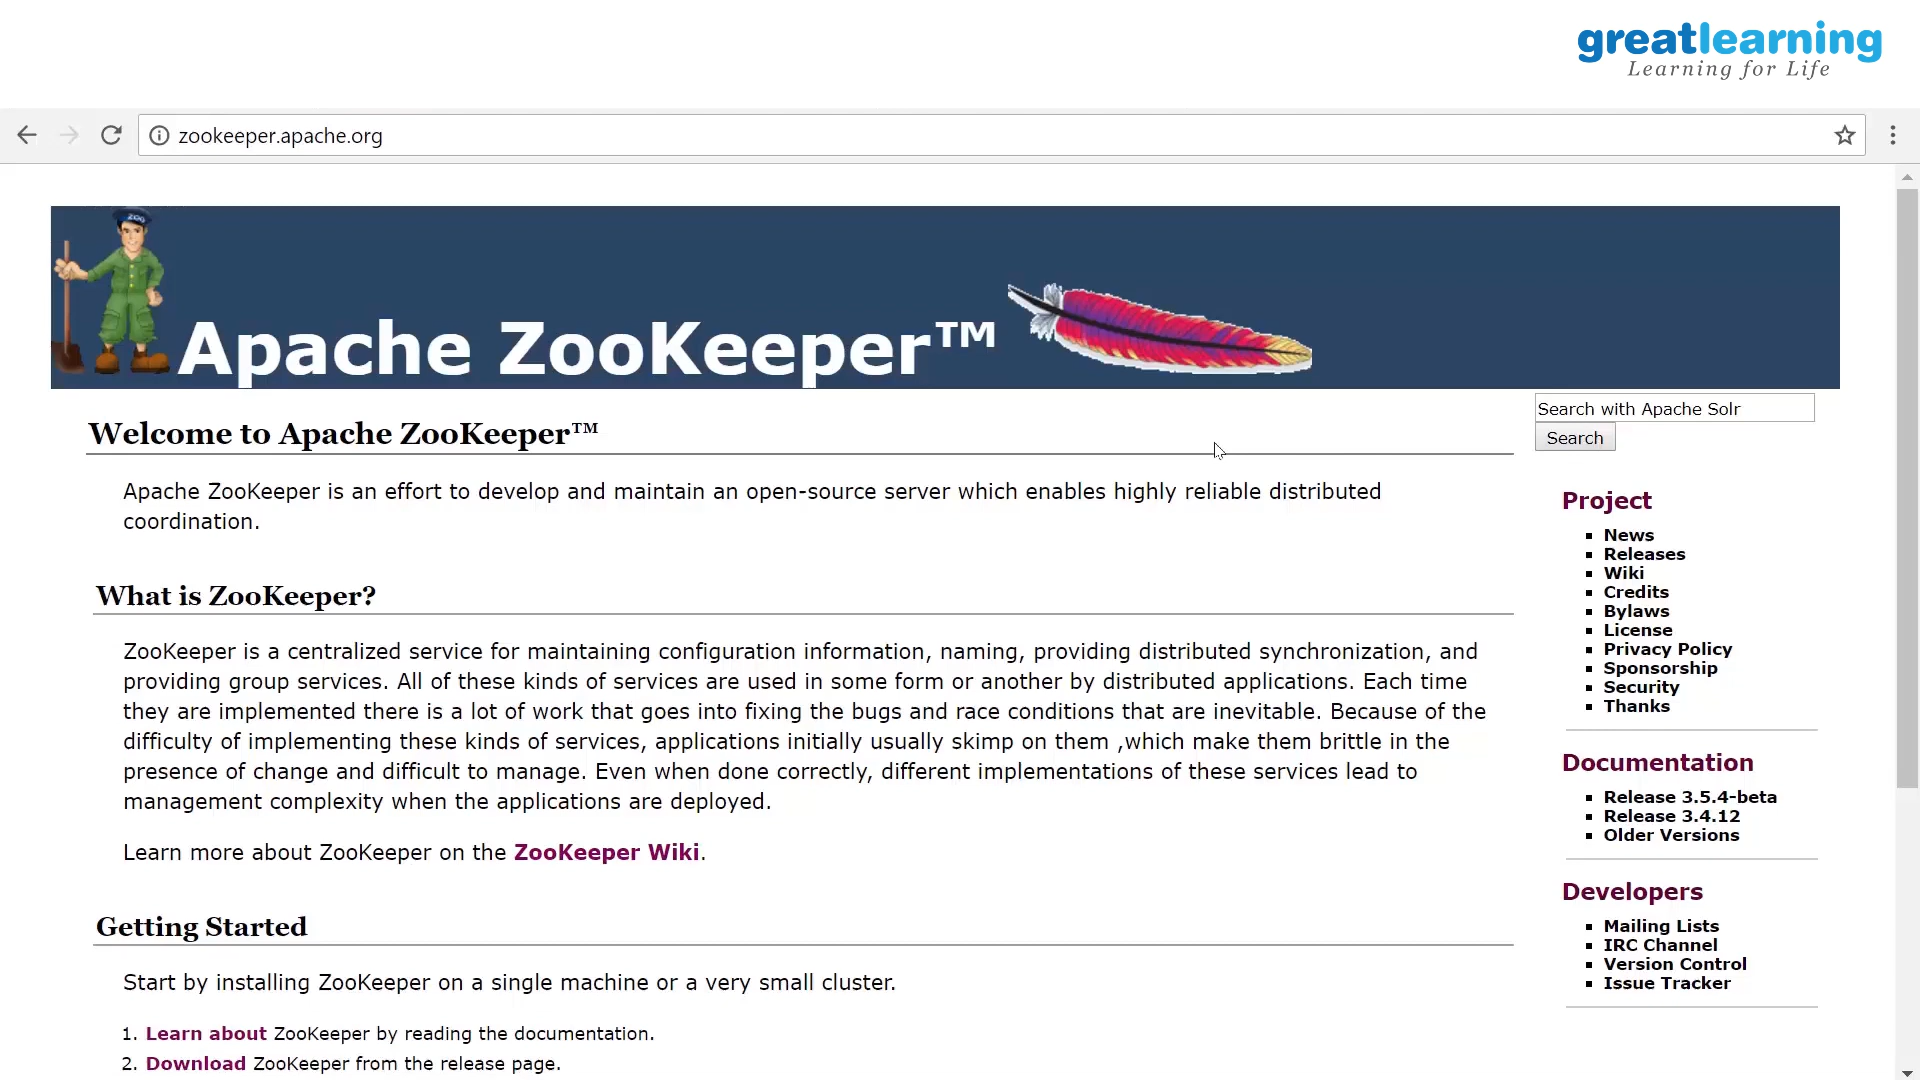 greatlearning
Learning for Life
zookeeper.apache.org
ZOO
Apache ZooKeeper™
Search with Apache Solr
Search
Welcome to Apache ZooKeeper™
Apache ZooKeeper is an effort to develop and maintain an open-source server which enables highly reliable distributed
coordination.
What is ZooKeeper?
ZooKeeper is a centralized service for maintaining configuration information, naming, providing distributed synchronization, and
providing group services. All of these kinds of services are used in some form or another by distributed applications. Each time
they are implemented there is a lot of work that goes into fixing the bugs and race conditions that are inevitable. Because of the
difficulty of implementing these kinds of services, applications initially usually skimp on them ,which make them brittle in the
presence of change and difficult to manage. Even when done correctly, different implementations of these services lead to
management complexity when the applications are deployed.
Learn more about ZooKeeper on the ZooKeeper Wiki.
Getting Started
Start by installing ZooKeeper on a single machine or a very small cluster.
1. Learn about ZooKeeper by reading the documentation.
2. Download ZooKeeper from the release page.
Project
News
Releases
Wiki
Credits
Bylaws
License
Privacy Policy
Sponsorship
Security
Thanks
Documentation
Release 3.5.4-beta
Release 3.4.12
Older Versions
Developers
Mailing Lists
IRC Channel
Version Control
Issue Tracker